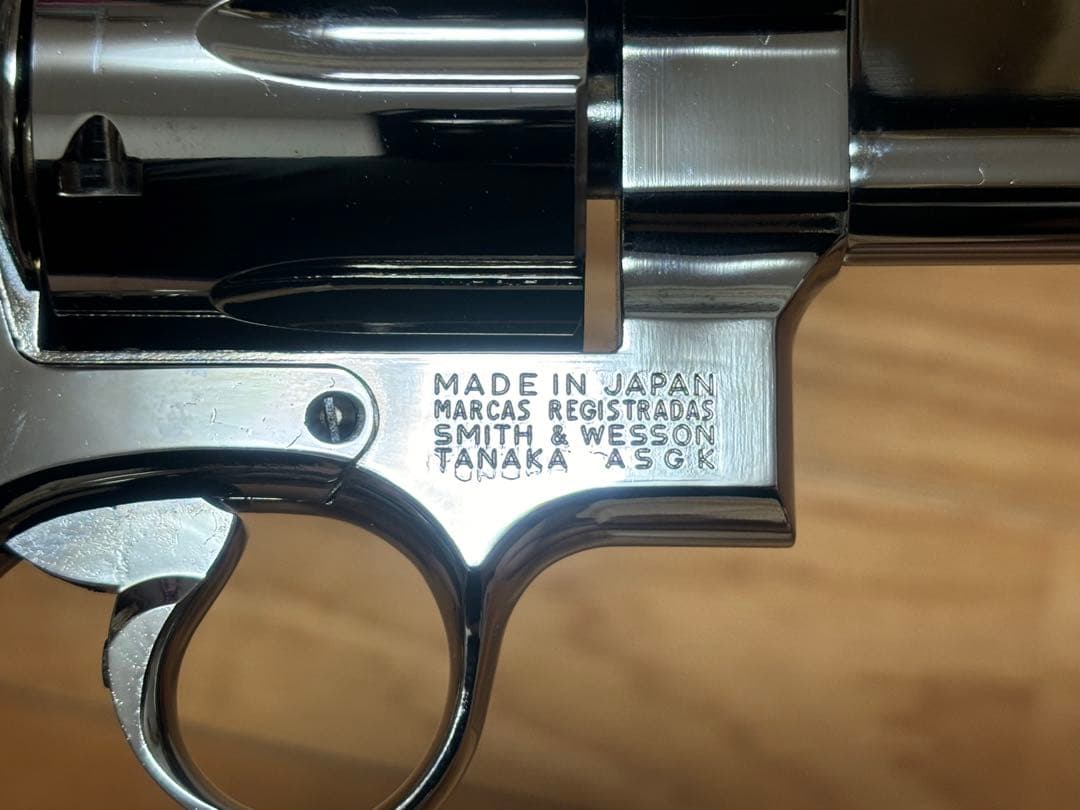 MADE IN JAPAN
MARCAS REGISTRADAS
SMITH & WESSON
TANAKA ASGK